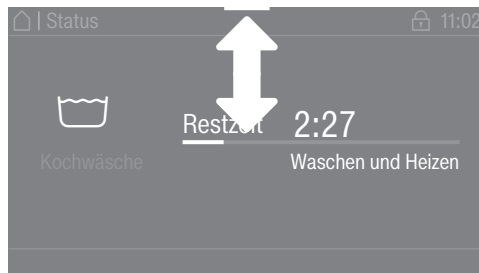 | Status 11:02
Restzeit 2:27
Kochwäsche Waschen und Heizen